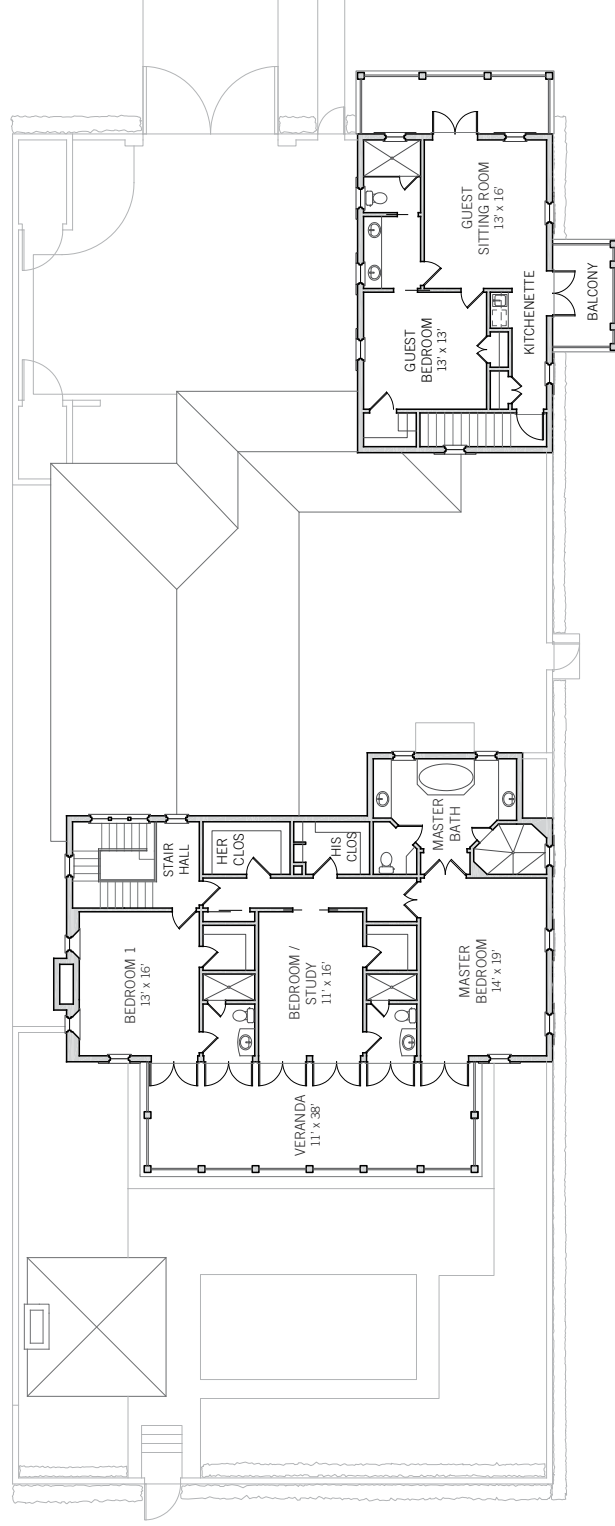 GUEST
SITTING ROOM
13' x 16'
BALCONY
KITCHENETTE
GUEST
BEDROOM
13' x 13'
MASTER
BATH
STAIR
HALL
HER
CLOS
HIS
CLOS
BEDROOM 1
13' x 16'
BEDROOM /
STUDY
11' x 16'
MASTER
BEDROOM
14' x 19'
VERANDA
11' x 38'